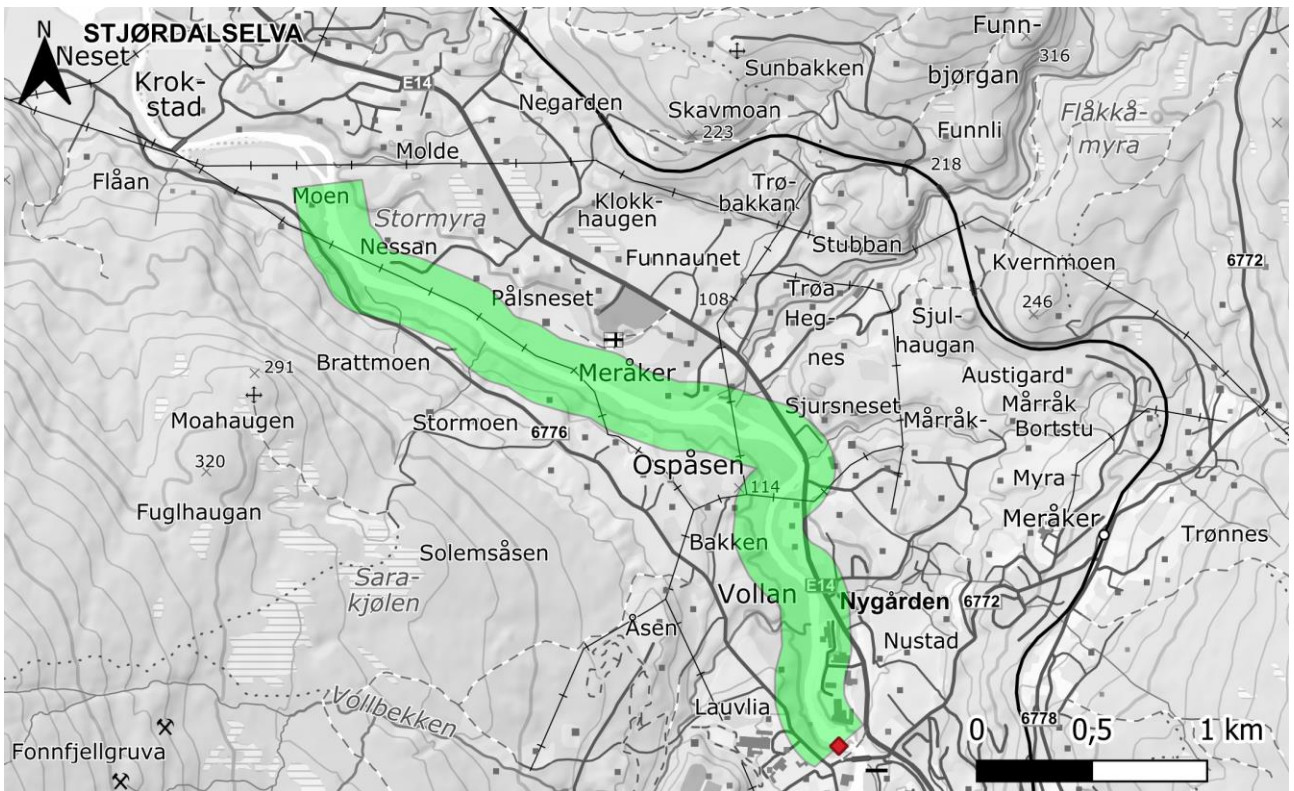 STJØRDALSELVA
N
Neset
Krok-
stad
E14
Funn-
bjørgan
316
Sunbakken
Negarden
Skavmoan
223
Flåkkå-
myra
Funnli
218
Molde
Flåan
Moen
Trø-
bakkan
Klokk-
haugen
Stormyra
Nessan
Stubban
Funnaunet
Kvernmoen
6772
Pålsneset
108
Trøa
246
Heg-
nes
Sjul-
haugan
Brattmoen
Meråker
291
Austigard
Moahaugen
Stormoen
6776
Sjursneset
Mårråk-
Mårråk
Bortstu
320
Ospåsen
114
Myra
Fuglhaugan
Meråker
Solemsåsen
Bakken
Trønnes
Sara-
kjølen
Vollan
E14
Nygården
6772
Åsen
Nustad
Vollbekken
Lauvlia
6778
0
0,5
1 km
Fonnfjellgruva